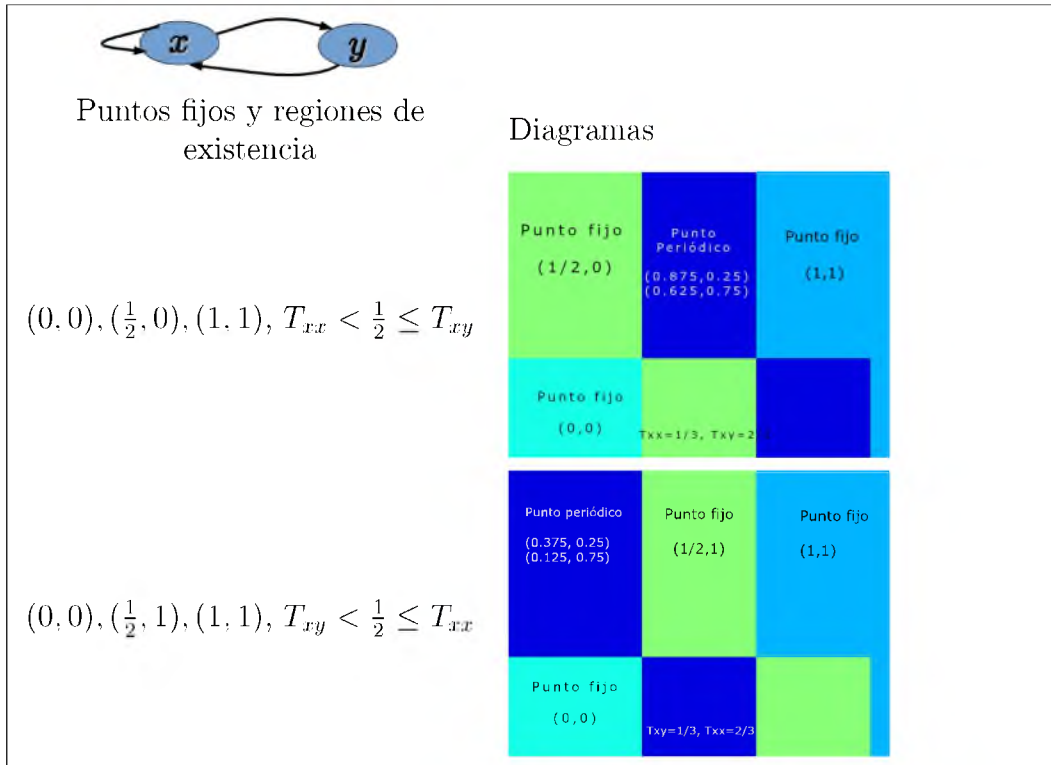 x
y
Puntos fijos y regiones de
existencia
Diagramas
(0, 0), (½, 0), (1, 1), Txx < ½ ≤ Txy
Punto fijo
(1/2,0)
Punto
Periódico
(0.875,0.25)
(0.625,0.75)
Punto fijo
(1,1)
Punto fijo
(0,0)
Txx=1/3, Txy=2
(0, 0), (½, 1), (1, 1), Txy < ½ ≤ Txx
Punto periódico
(0.375, 0.25)
(0.125, 0.75)
Punto fijo
(1/2,1)
Punto fijo
(1,1)
Punto fijo
(0,0)
Txy=1/3, Txx=2/3